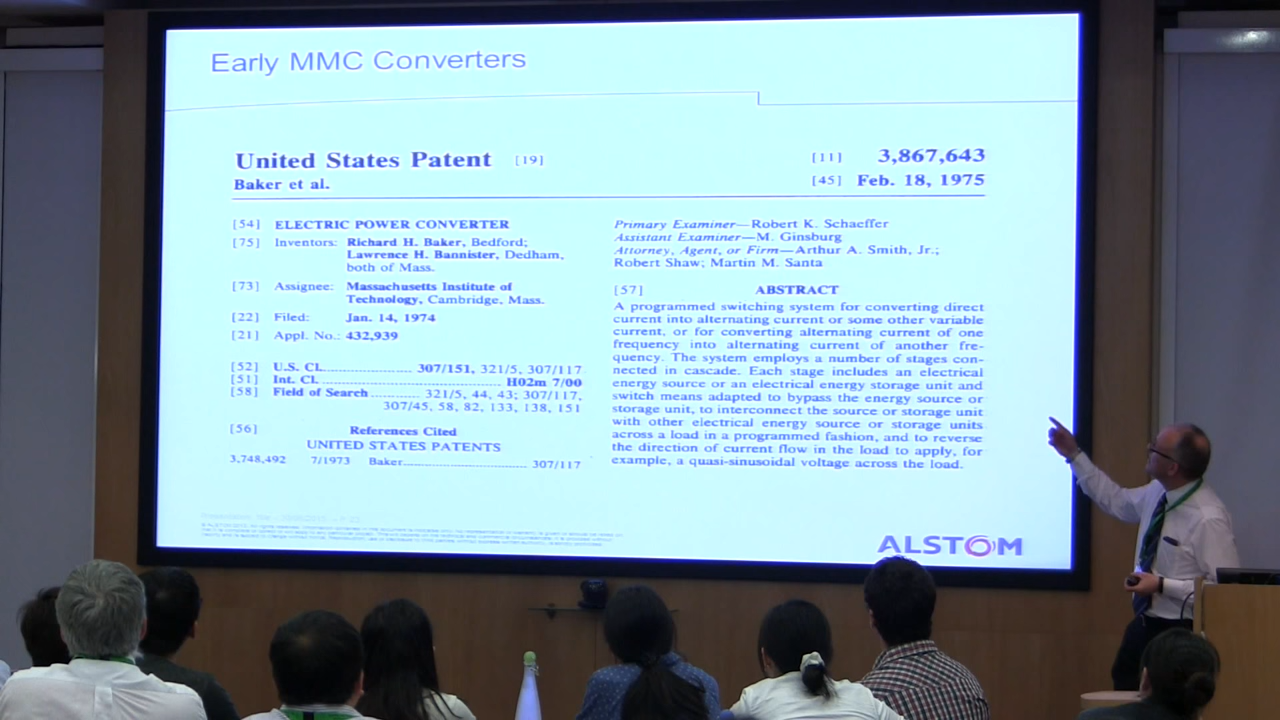 Early MMC Converters
United States Patent [19]
Baker et al.
[11] 3,867,643
[45] Feb. 18, 1975
[54] ELECTRIC POWER CONVERTER
[75] Inventors: Richard H. Baker, Bedford;
Lawrence H. Bannister, Dedham,
both of Mass.
[73] Assignee: Massachusetts Institute of
Technology, Cambridge, Mass.
[22] Filed: Jan. 14, 1974
[21] Appl. No.: 432,939
[52] U.S. Cl. 307/151, 321/5, 307/117
[51] Int. Cl. H02m 7/00
[58] Field of Search 321/5, 44, 43; 307/117,
307/45, 58, 82, 133, 138, 151
[56] References Cited
UNITED STATES PATENTS
3,748,492 7/1973 Baker 307/117
Primary Examiner—Robert K. Schaeffer
Assistant Examiner—M. Ginsburg
Attorney, Agent, or Firm—Arthur A. Smith, Jr.;
Robert Shaw; Martin M. Santa
[57] ABSTRACT
A programmed switching system for converting direct
current into alternating current or some other variable
current, or for converting alternating current of one
frequency into alternating current of another fre-
quency. The system employs a number of stages con-
nected in cascade. Each stage includes an electrical
energy source or an electrical energy storage unit and
switch means adapted to bypass the energy source or
storage unit, to interconnect the source or storage unit
with other electrical energy source or storage units
across a load in a programmed fashion, and to reverse
the direction of current flow in the load to apply, for
example, a quasi-sinusoidal voltage across the load.
ALSTOM